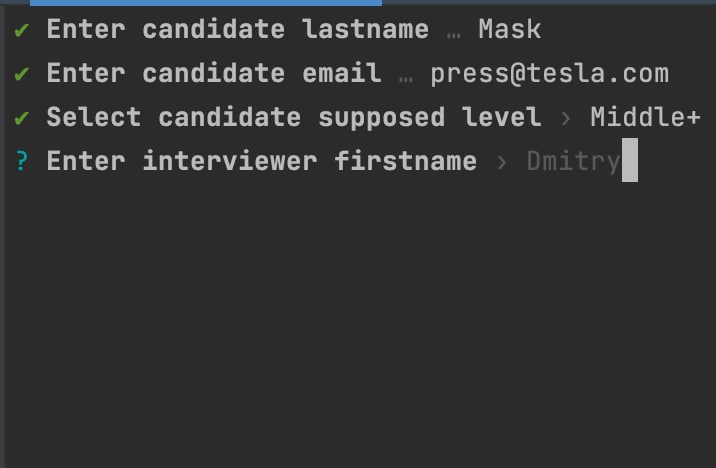 ✔ Enter candidate lastname … Mask
✔ Enter candidate email … press@tesla.com
✔ Select candidate supposed level › Middle+
? Enter interviewer firstname › Dmitry